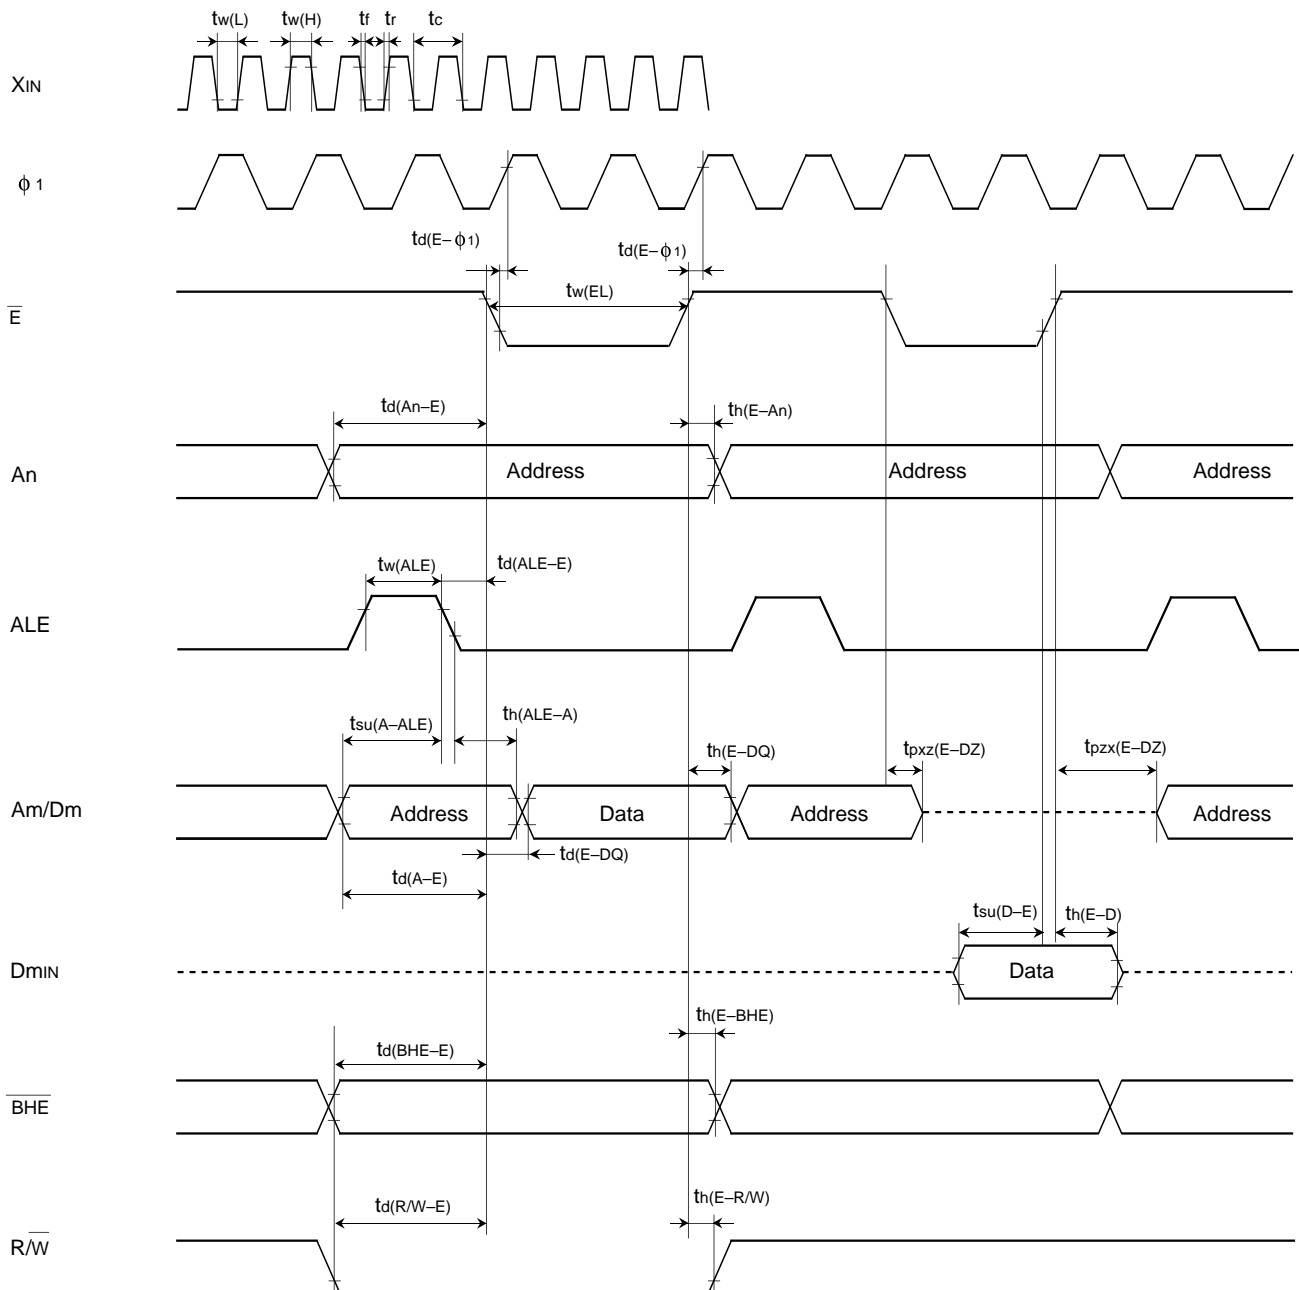 tw(L) tw(H) tf tr tc
XIN
ϕ 1
td(E–ϕ1) td(E–ϕ1)
tw(EL)
E
td(An–E) th(E–An)
An Address Address Address
tw(ALE) td(ALE–E)
ALE
tsu(A–ALE) th(ALE–A) th(E–DQ) tpxz(E–DZ) tpzx(E–DZ)
Am/Dm Address Data Address Address
td(E–DQ)
td(A–E)
tsu(D–E) th(E–D)
DmIN Data
th(E–BHE)
td(BHE–E)
BHE
td(R/W–E) th(E–R/W)
R/W